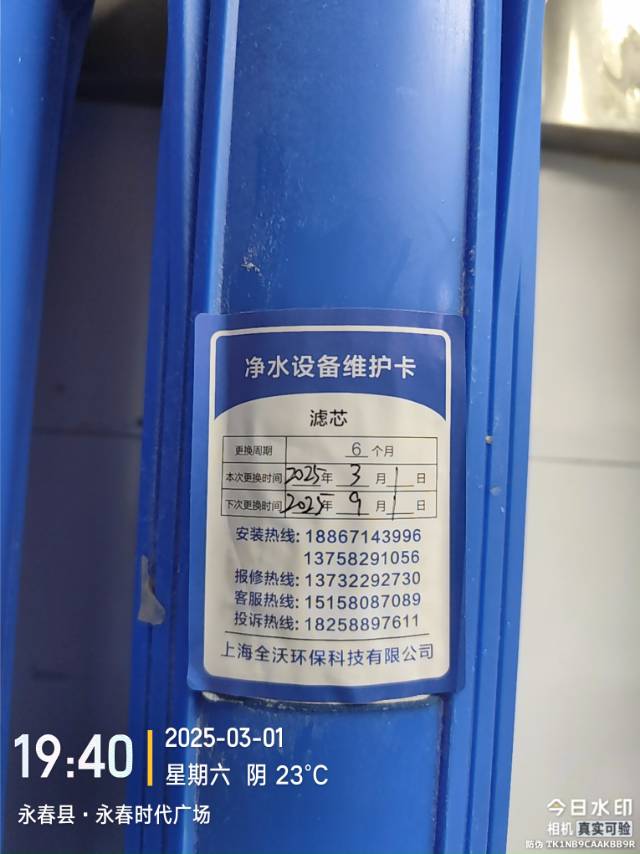 净水设备维护卡
滤芯
更换周期 6 个月
本次更换时间 2025年 3 月 1 日
下次更换时间 2025年 9 月 1 日
安装热线: 18867143996
13758291056
报修热线: 13732292730
客服热线: 15158087089
投诉热线: 18258897611
上海全沃环保科技有限公司
19:40
2025-03-01
星期六 阴 23℃
永春县·永春时代广场
今日水印
相机 真实可验
防伪 TK1NB9CAAKBB9R